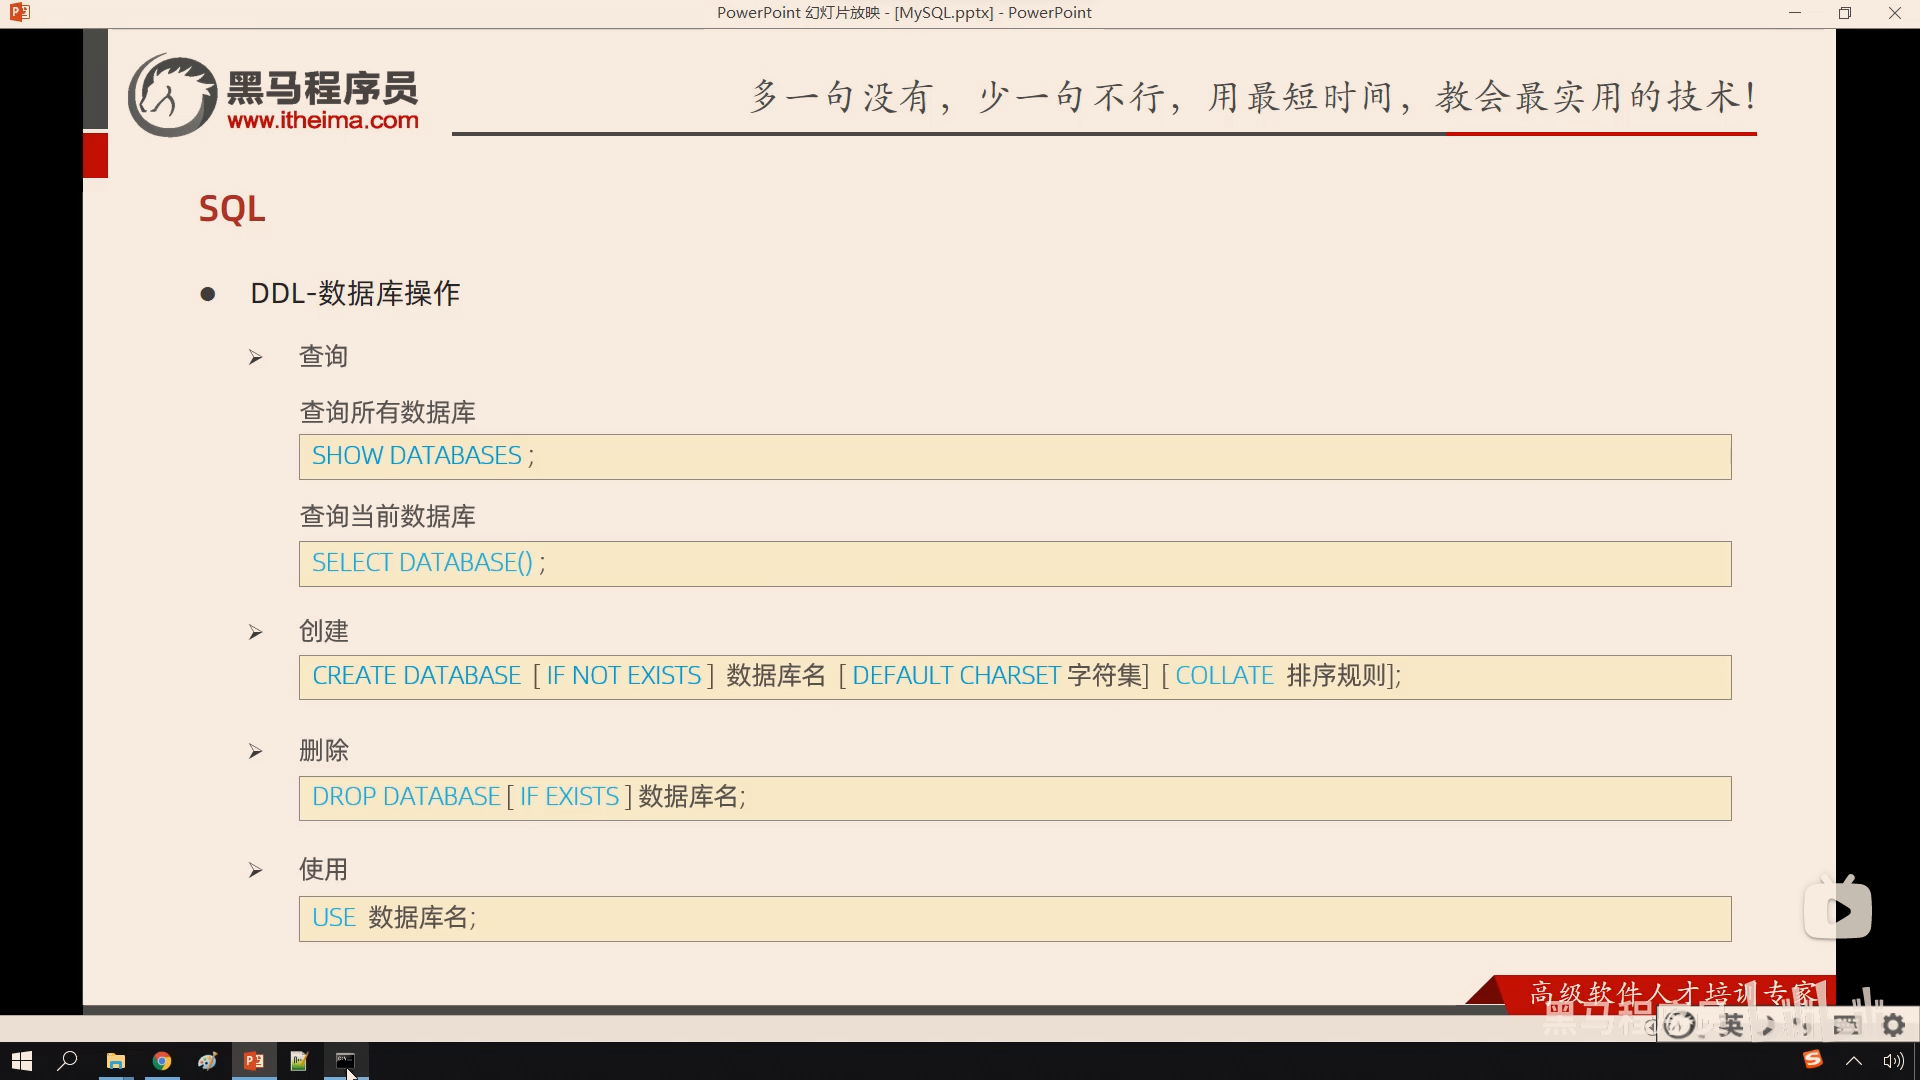 PowerPoint 幻灯片放映 - [MySQL.pptx] - PowerPoint
黑马程序员
www.itheima.com
多一句没有，少一句不行，用最短时间，教会最实用的技术！
SQL
● DDL-数据库操作
➢ 查询
查询所有数据库
SHOW DATABASES ;
查询当前数据库
SELECT DATABASE() ;
➢ 创建
CREATE DATABASE [ IF NOT EXISTS ] 数据库名 [ DEFAULT CHARSET 字符集] [ COLLATE 排序规则];
➢ 删除
DROP DATABASE [ IF EXISTS ] 数据库名;
➢ 使用
USE 数据库名;
高级软件人才培训专家
英